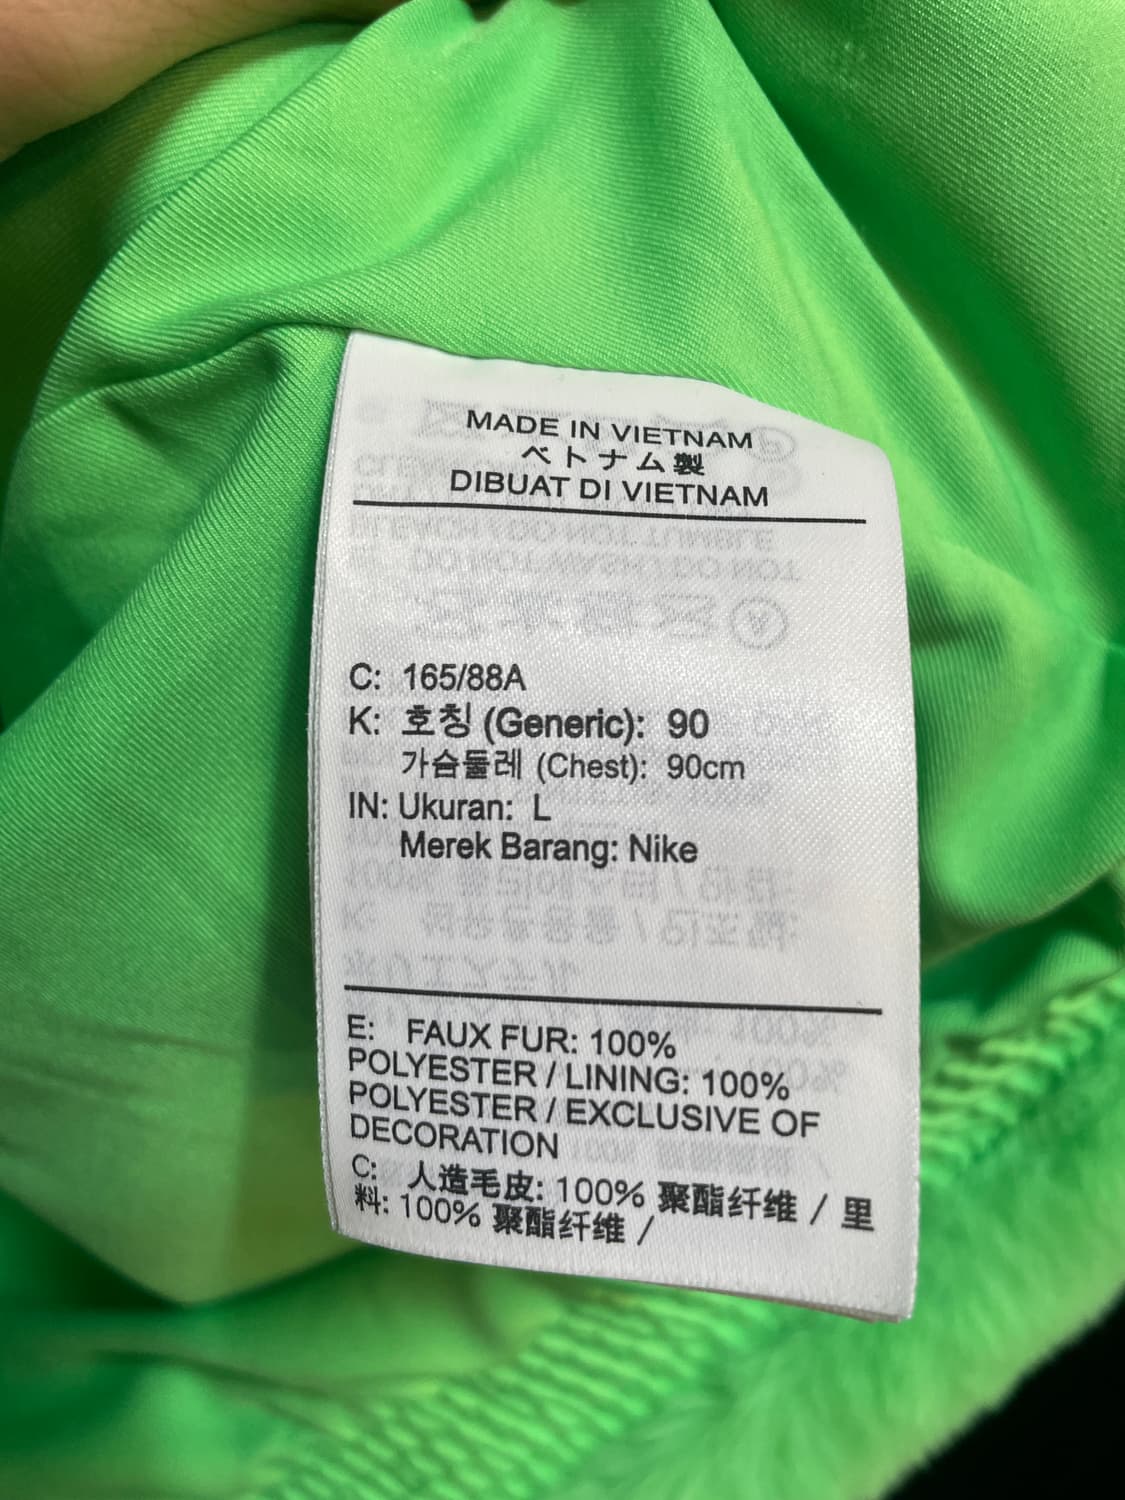 MADE IN VIETNAM
ベトナム製
DIBUAT DI VIETNAM
C: 165/88A
K: 호칭 (Generic): 90
가슴둘레 (Chest): 90cm
IN: Ukuran: L
Merek Barang: Nike
E: FAUX FUR: 100%
POLYESTER / LINING: 100%
POLYESTER / EXCLUSIVE OF
DECORATION
C: 人造毛皮: 100% 聚酯纤维 / 里
料: 100% 聚酯纤维 /